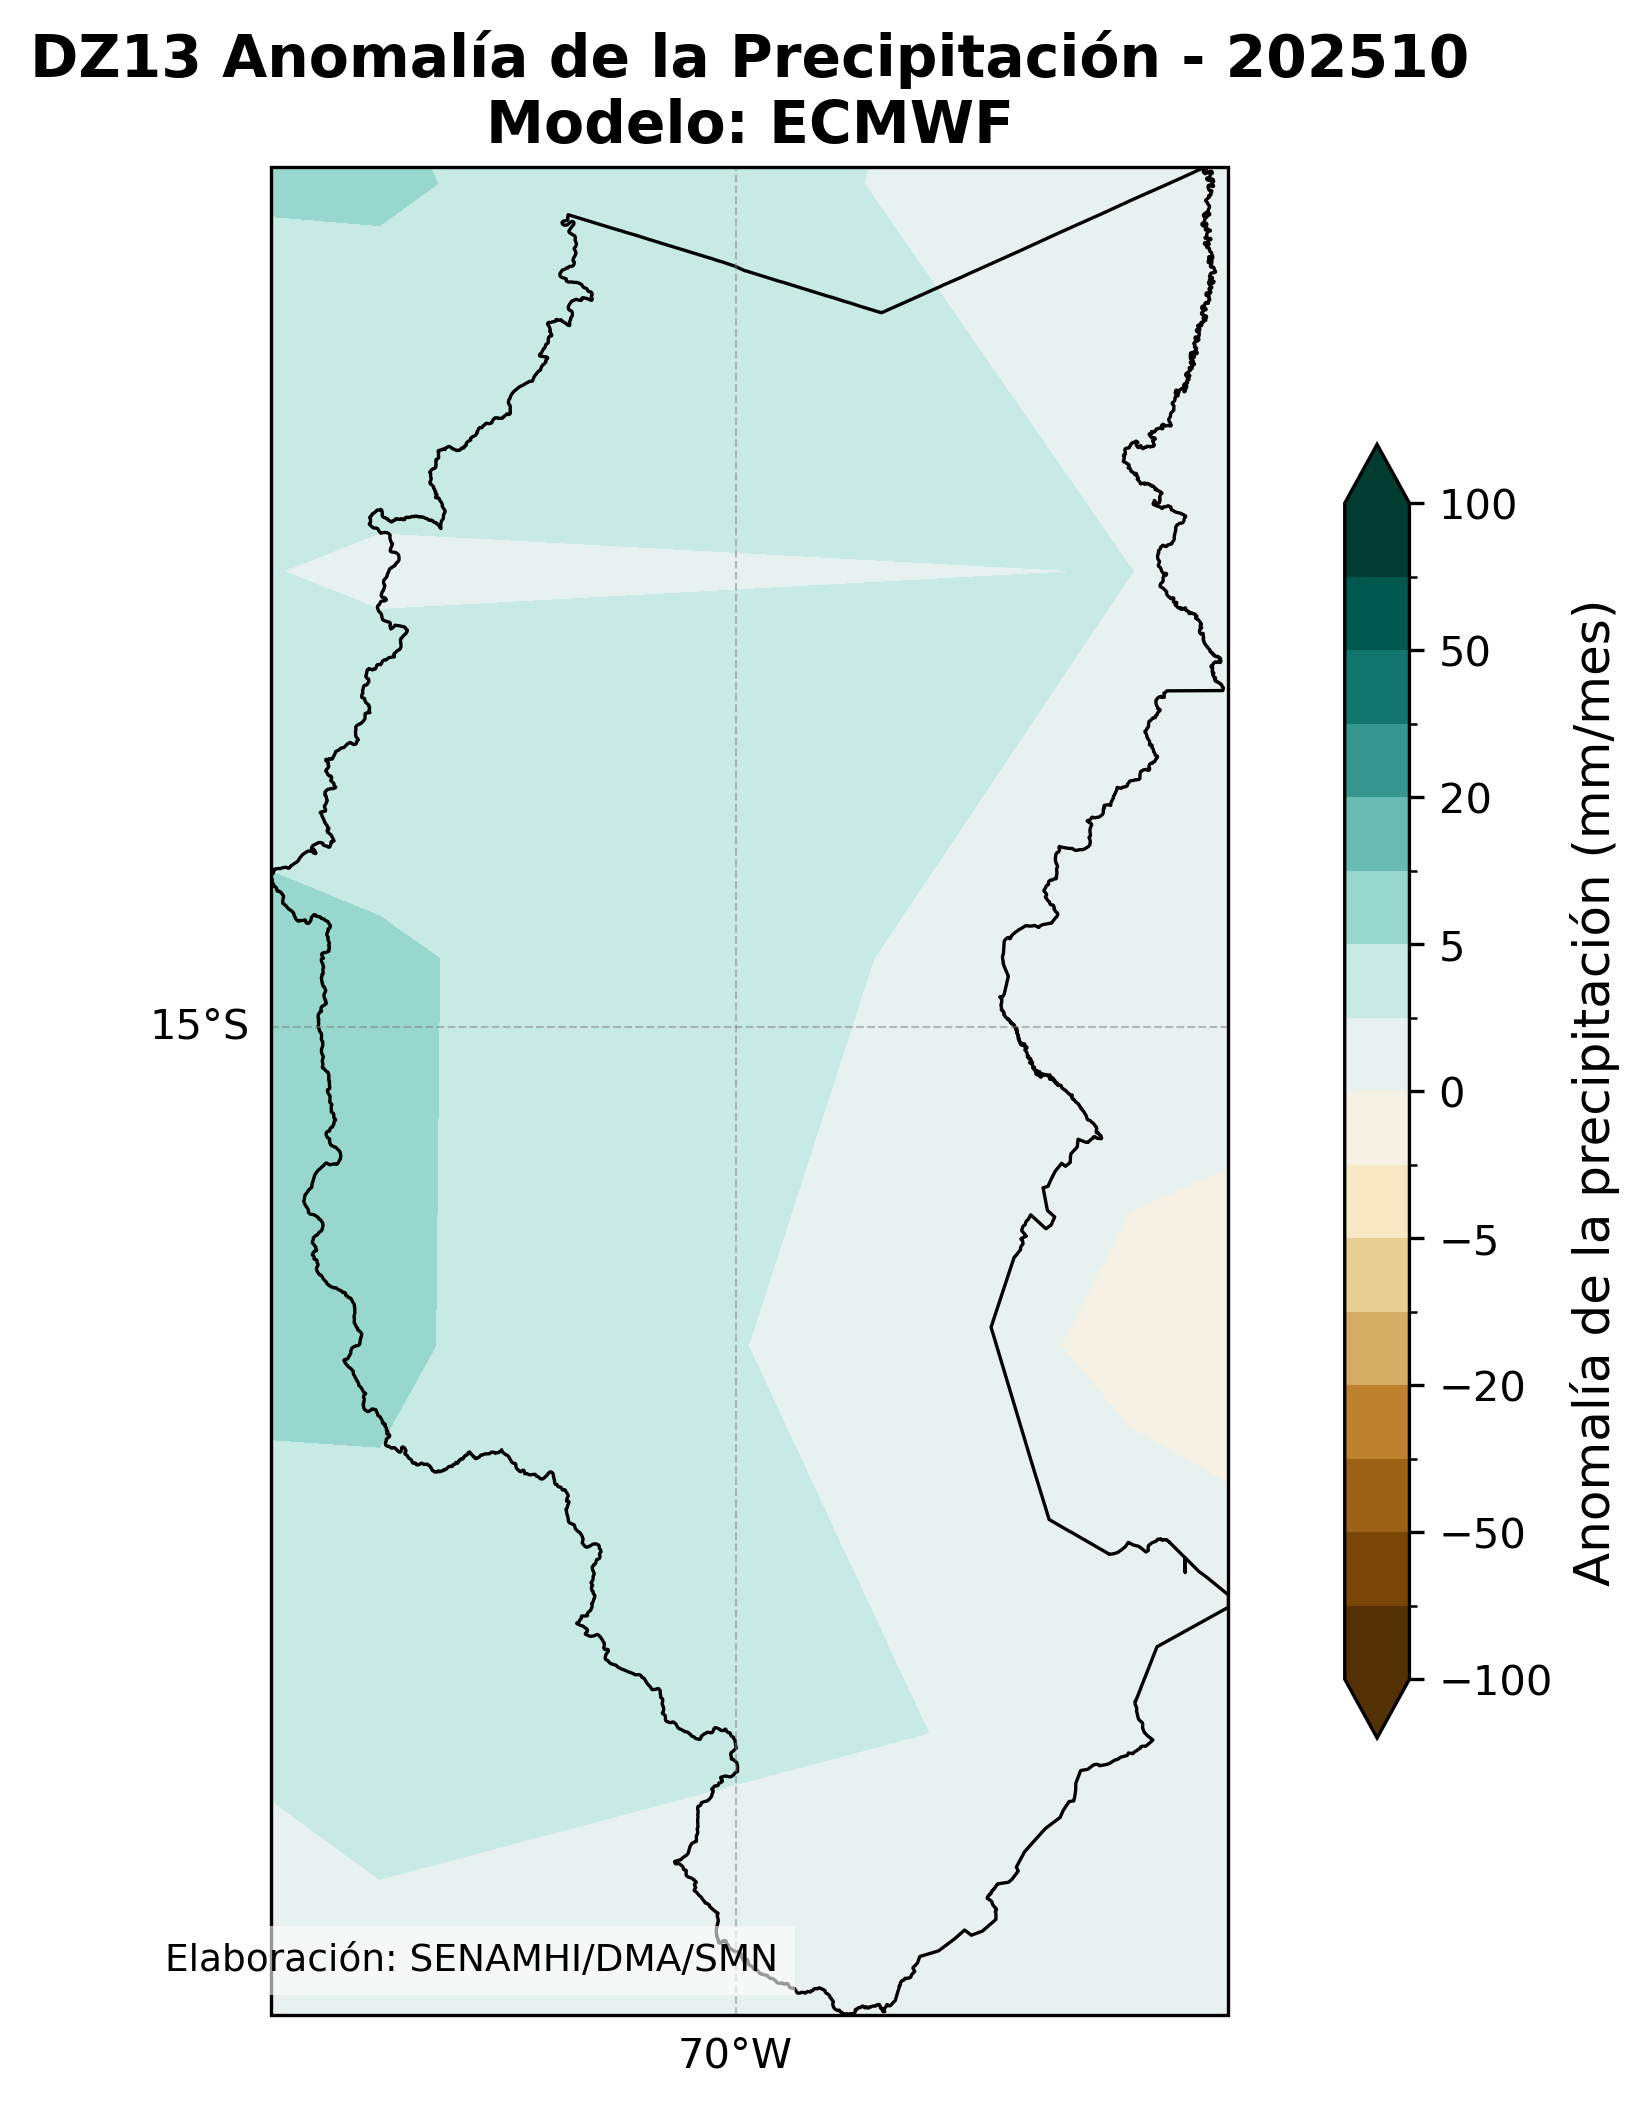 DZ13 Anomalía de la Precipitación - 202510
Modelo: ECMWF
100
50
20
5
0
−5
−20
−50
−100
Anomalía de la precipitación (mm/mes)
15°S
Elaboración: SENAMHI/DMA/SMN
70°W